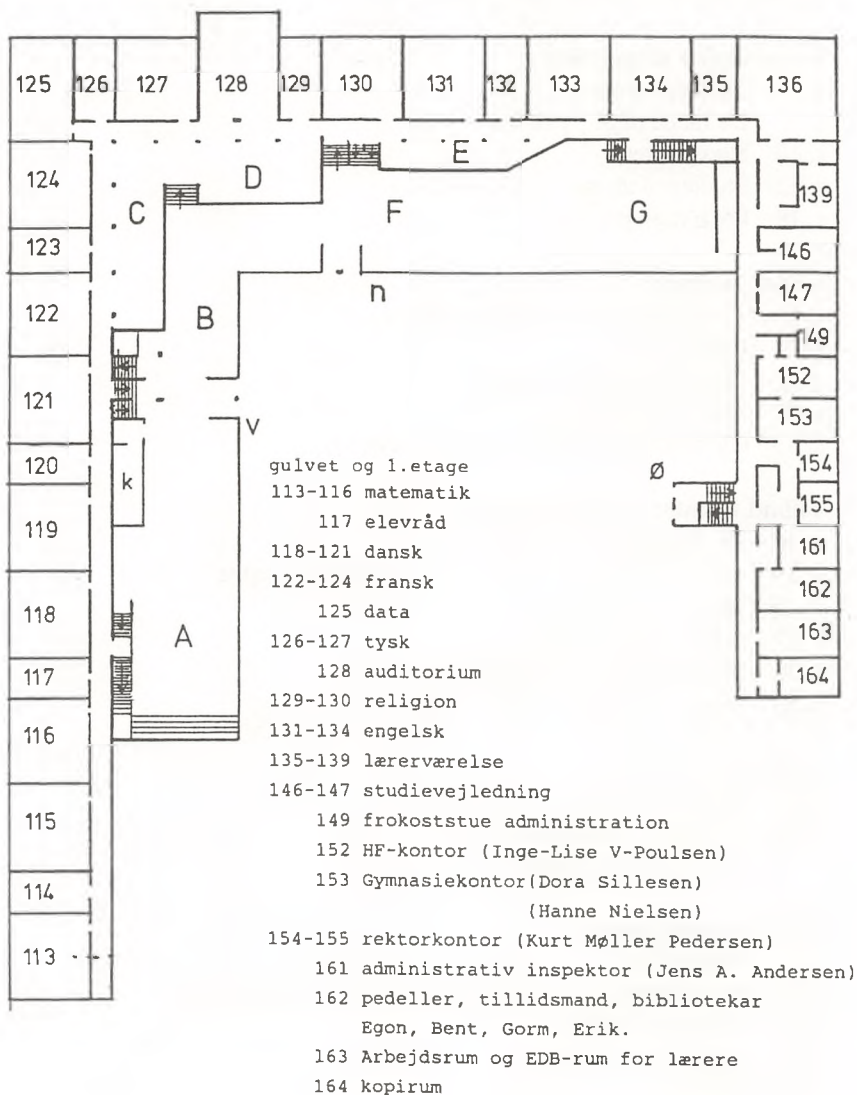 125 126 127 128 129 130 131 132 133 134 135 136
124
E
139
D
C
F
G
123
146
147
n
122
B
149
152
121
153
v
120
k
ø
154
155
119
161
162
118
A
163
117
164
116
115
114
113
gulvet og 1.etage
113-116 matematik
117 elevråd
118-121 dansk
122-124 fransk
125 data
126-127 tysk
128 auditorium
129-130 religion
131-134 engelsk
135-139 lærerværelse
146-147 studievejledning
149 frokoststue administration
152 HF-kontor (Inge-Lise V-Poulsen)
153 Gymnasiekontor(Dora Sillesen)
(Hanne Nielsen)
154-155 rektorkontor (Kurt Møller Pedersen)
161 administrativ inspektor (Jens A. Andersen)
162 pedeller, tillidsmand, bibliotekar
Egon, Bent, Gorm, Erik.
163 Arbejdsrum og EDB-rum for lærere
164 kopirum